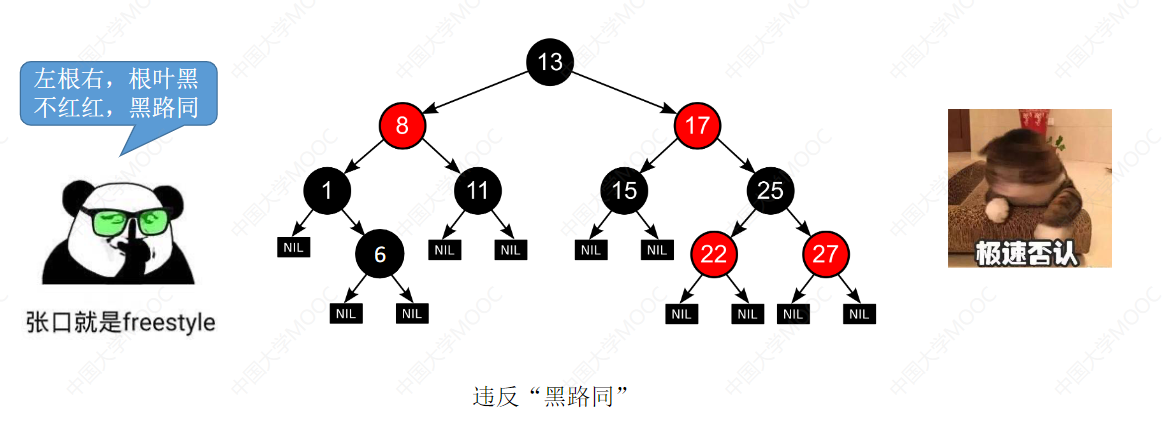 左根右，根叶黑
不红红，黑路同
张口就是freestyle
13
8
17
1
11
15
25
NIL
6
NIL
NIL
NIL
NIL
22
27
NIL
NIL
NIL
NIL
NIL
NIL
极速否认
违反“黑路同”
中国大学MOOC